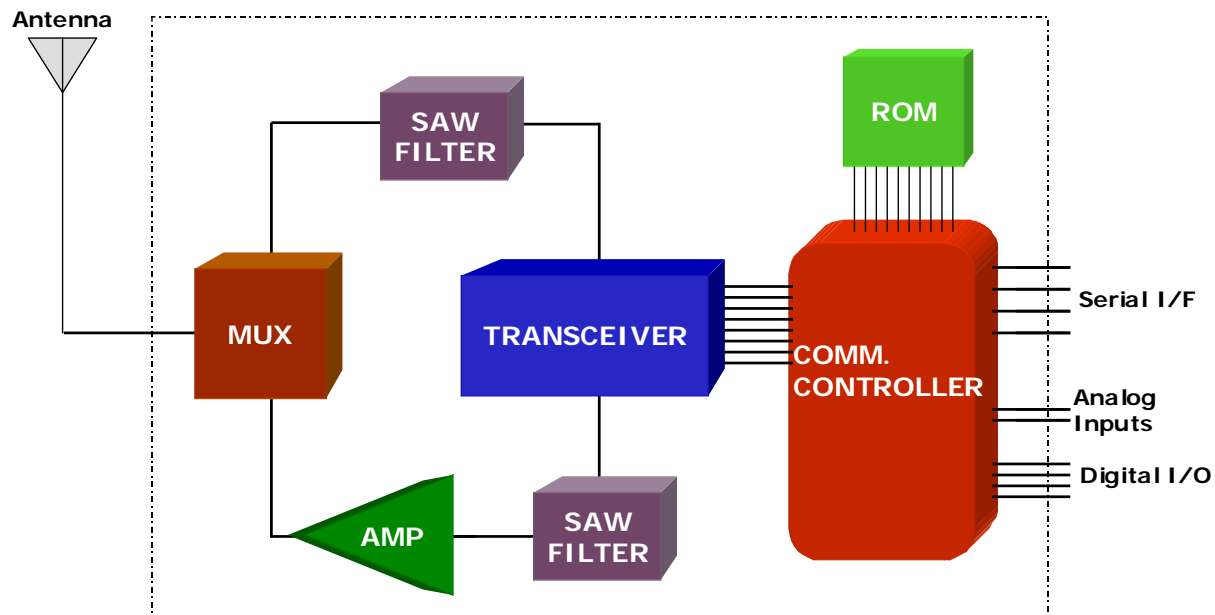 Antenna
SAW
FILTER
ROM
MUX
TRANSCEIVER
COMM.
CONTROLLER
Serial I/F
Analog
Inputs
Digital I/O
AMP
SAW
FILTER